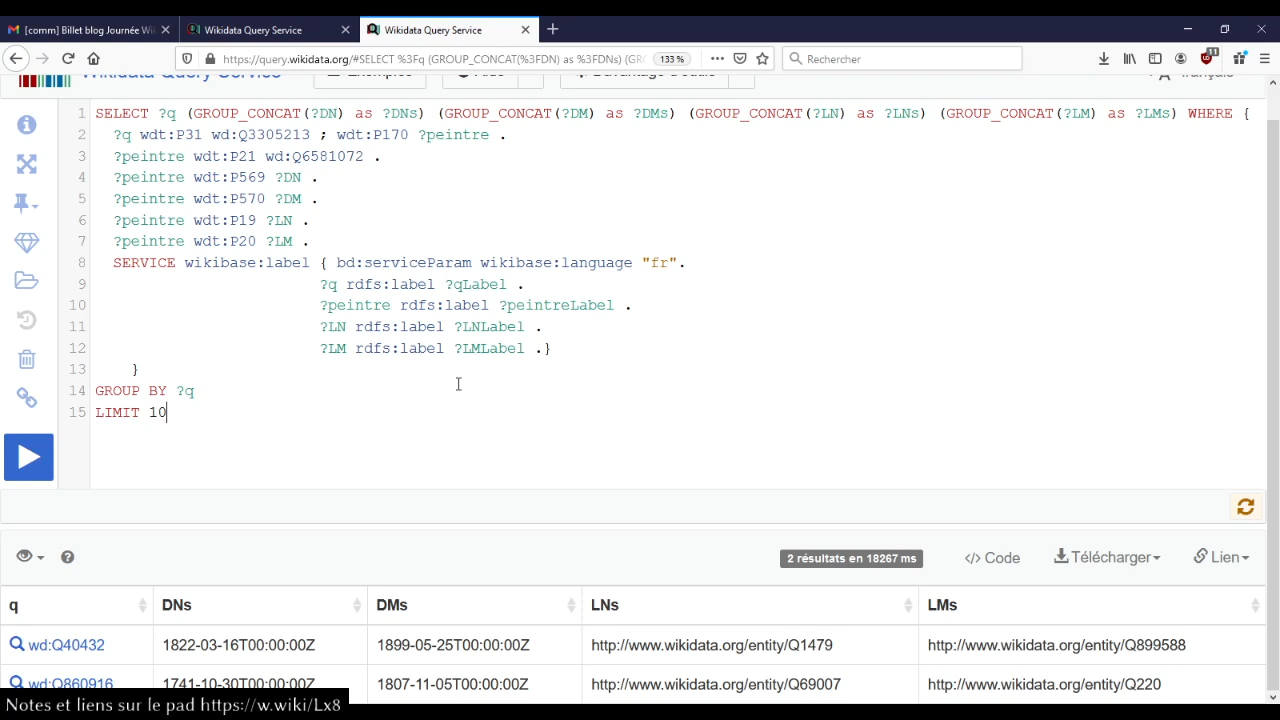 [comm] Billet blog Journée Wi
Wikidata Query Service
Wikidata Query Service
https://query.wikidata.org/#SELECT %3Fq (GROUP_CONCAT(%3FDN) as %3FDNs) (GRO
133 %
Rechercher
11
Wikidata Query Service
Exemples
français
1 SELECT ?q (GROUP_CONCAT(?DN) as ?DNs) (GROUP_CONCAT(?DM) as ?DMs) (GROUP_CONCAT(?LN) as ?LNs) (GROUP_CONCAT(?LM) as ?LMs) WHERE {
2 ?q wdt:P31 wd:Q3305213 ; wdt:P170 ?peintre .
3 ?peintre wdt:P21 wd:Q6581072 .
4 ?peintre wdt:P569 ?DN .
5 ?peintre wdt:P570 ?DM .
6 ?peintre wdt:P19 ?LN .
7 ?peintre wdt:P20 ?LM .
8 SERVICE wikibase:label { bd:serviceParam wikibase:language "fr".
9 ?q rdfs:label ?qLabel .
10 ?peintre rdfs:label ?peintreLabel .
11 ?LN rdfs:label ?LNLabel .
12 ?LM rdfs:label ?LMLabel .}
13 }
14 GROUP BY ?q
15 LIMIT 10
2 résultats en 18267 ms
</> Code
Télécharger
Lien
q DNs DMs LNs LMs
wd:Q40432 1822-03-16T00:00:00Z 1899-05-25T00:00:00Z http://www.wikidata.org/entity/Q1479 http://www.wikidata.org/entity/Q899588
wd:Q860916 1741-10-30T00:00:00Z 1807-11-05T00:00:00Z http://www.wikidata.org/entity/Q69007 http://www.wikidata.org/entity/Q220
Notes et liens sur le pad https://w.wiki/Lx8